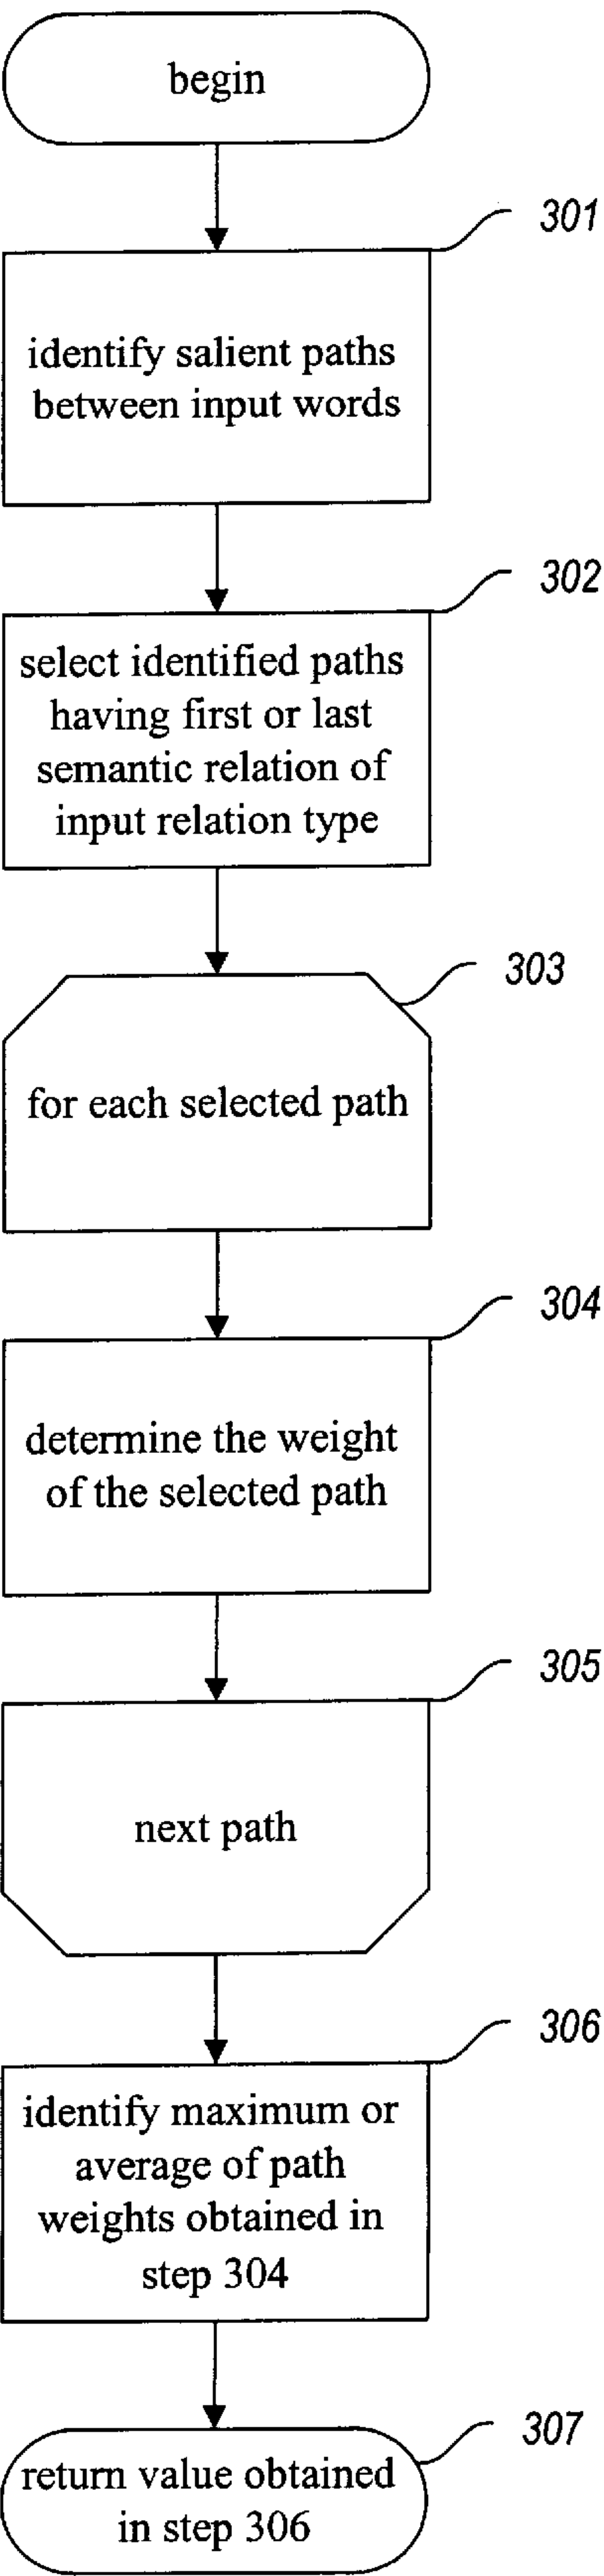 begin
301
identify salient paths
between input words
302
select identified paths
having first or last
semantic relation of
input relation type
303
for each selected path
304
determine the weight
of the selected path
305
next path
306
identify maximum or
average of path
weights obtained in
step 304
307
return value obtained
in step 306